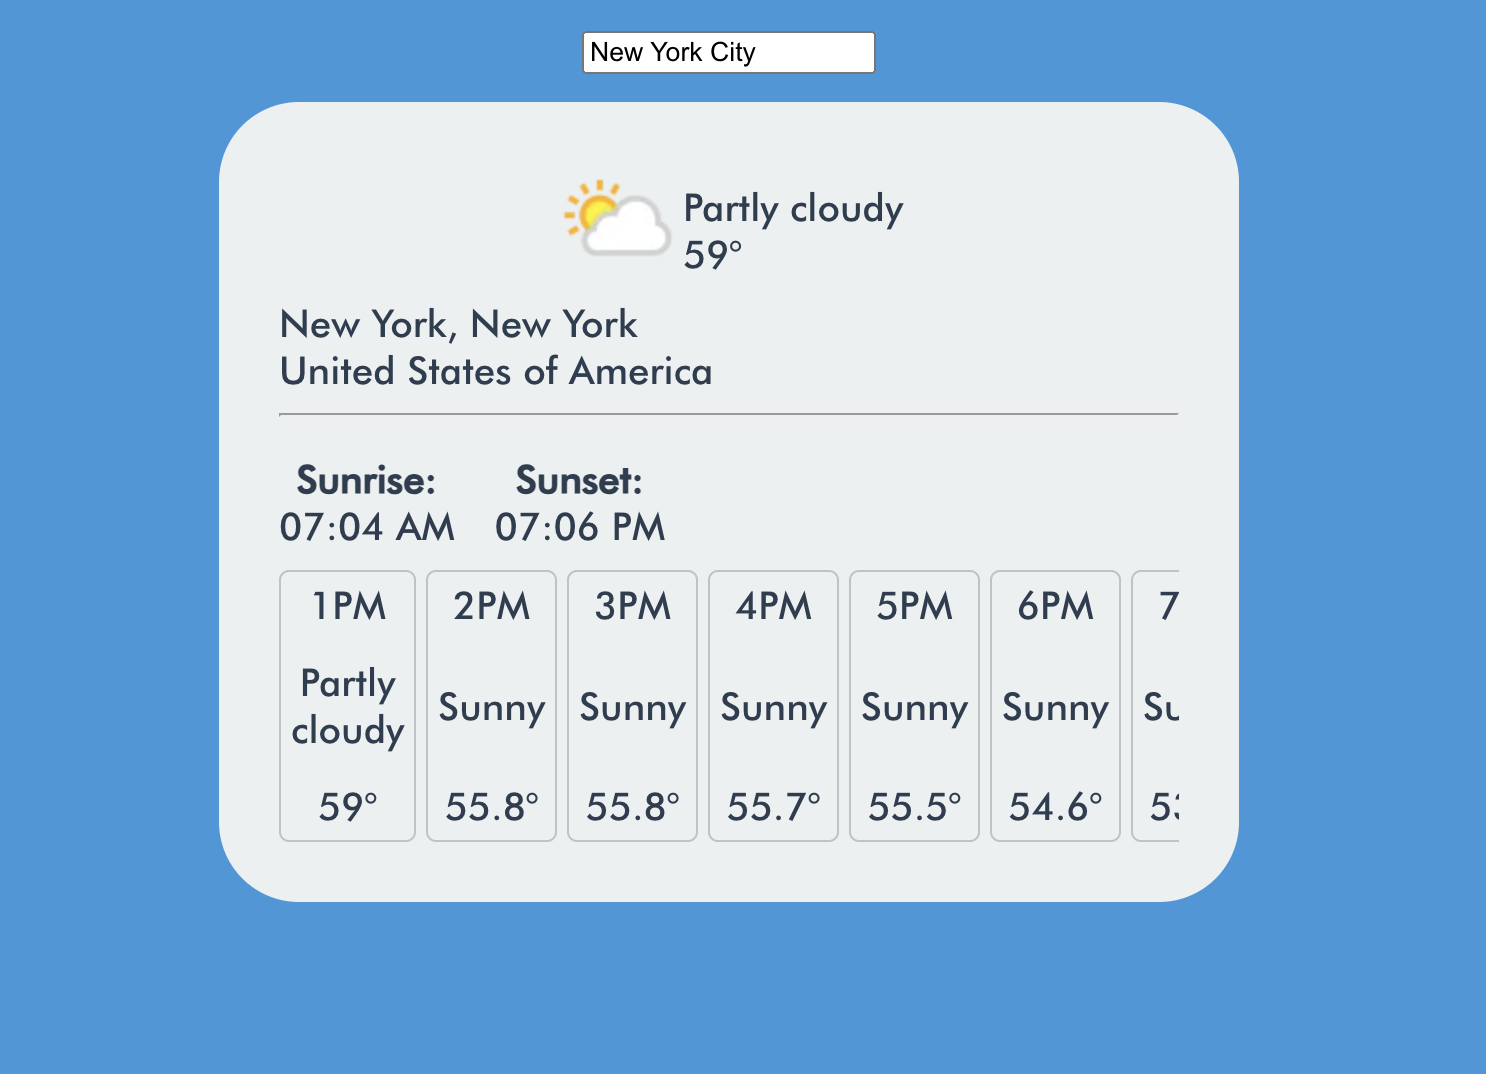 New York City
Partly cloudy
59°
New York, New York
United States of America
Sunrise: Sunset:
07:04 AM 07:06 PM
1PM 2PM 3PM 4PM 5PM 6PM 7
Partly
cloudy Sunny Sunny Sunny Sunny Sunny Su
59° 55.8° 55.8° 55.7° 55.5° 54.6°